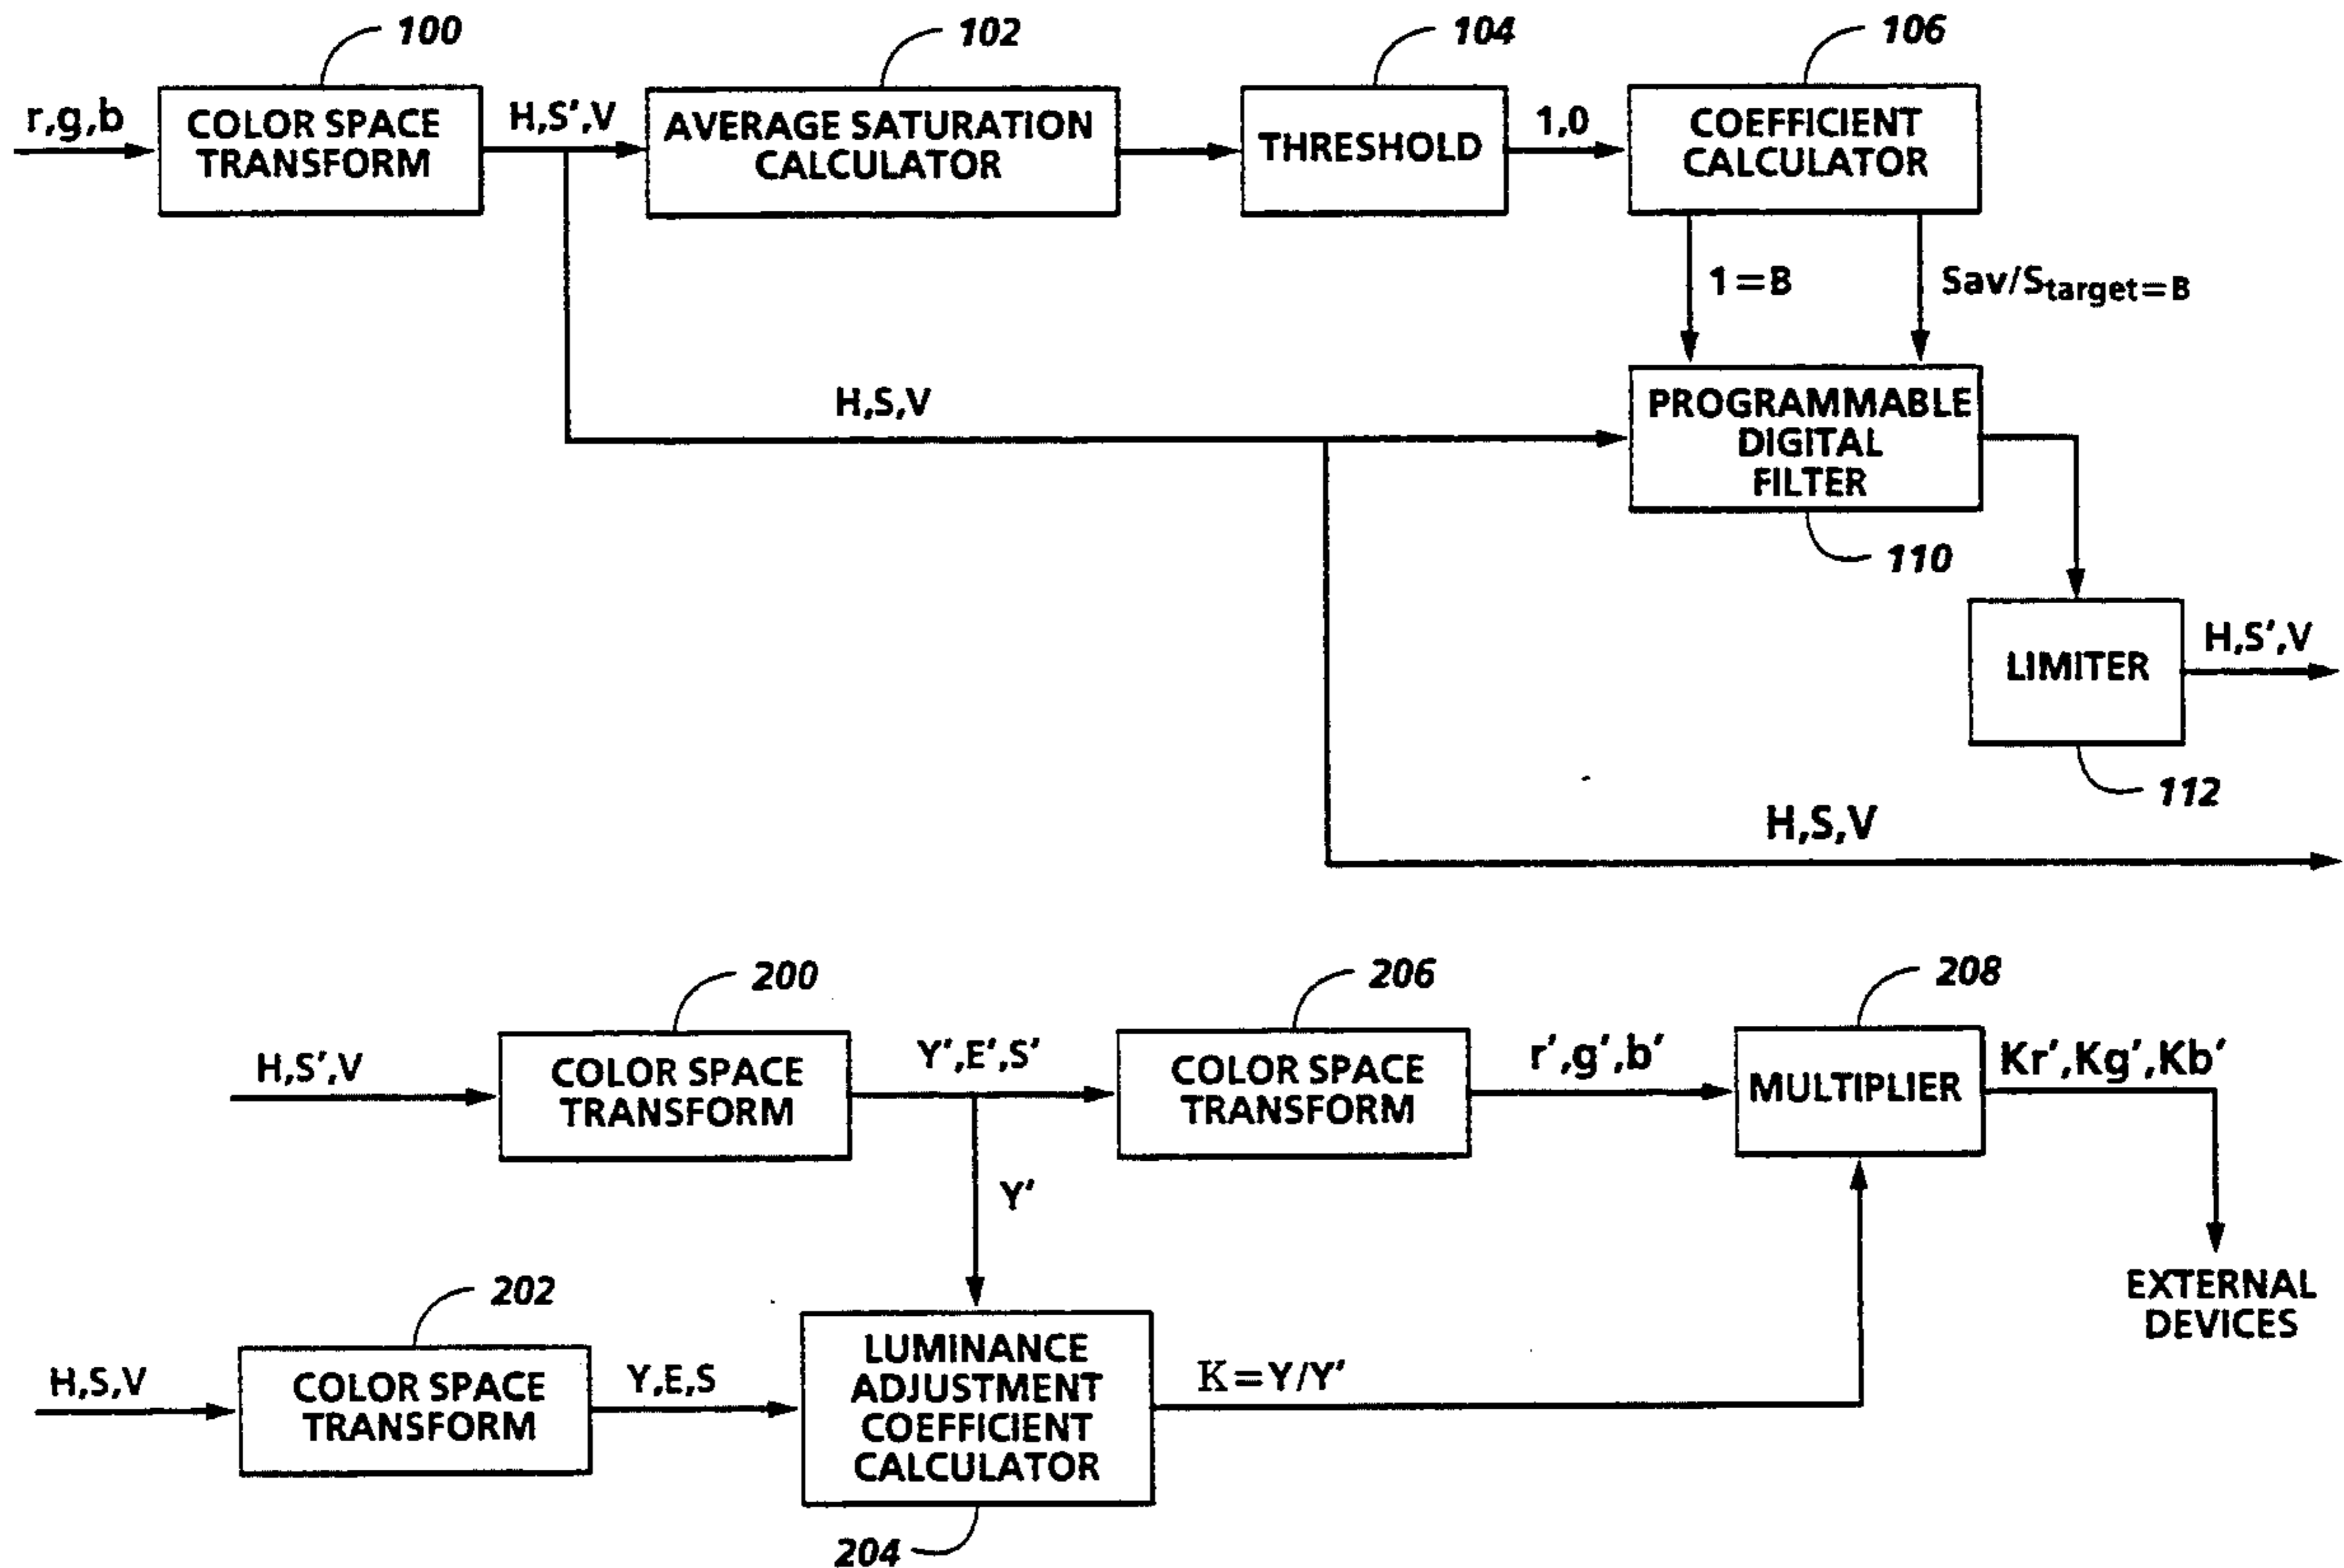 100
102
104
106
r,g,b
COLOR SPACE
TRANSFORM
H,S',V
AVERAGE SATURATION
CALCULATOR
THRESHOLD
1,0
COEFFICIENT
CALCULATOR
1=B
Sav/Starget=B
H,S,V
PROGRAMMABLE
DIGITAL
FILTER
110
LIMITER
H,S',V
112
H,S,V
200
206
208
H,S',V
COLOR SPACE
TRANSFORM
Y',E',S'
COLOR SPACE
TRANSFORM
r',g',b'
MULTIPLIER
Kr',Kg',Kb'
Y'
EXTERNAL
DEVICES
202
H,S,V
COLOR SPACE
TRANSFORM
Y,E,S
LUMINANCE
ADJUSTMENT
COEFFICIENT
CALCULATOR
K=Y/Y'
204